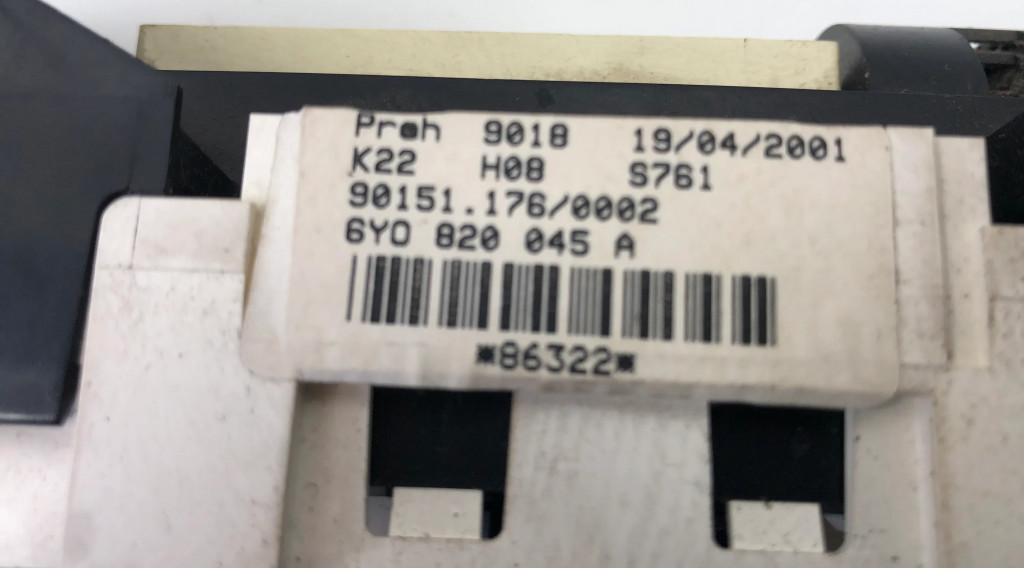 Preh 9018 19/04/2001
K22 H08 S761
90151.176/0002
6Y0 820 045 A
*86322*